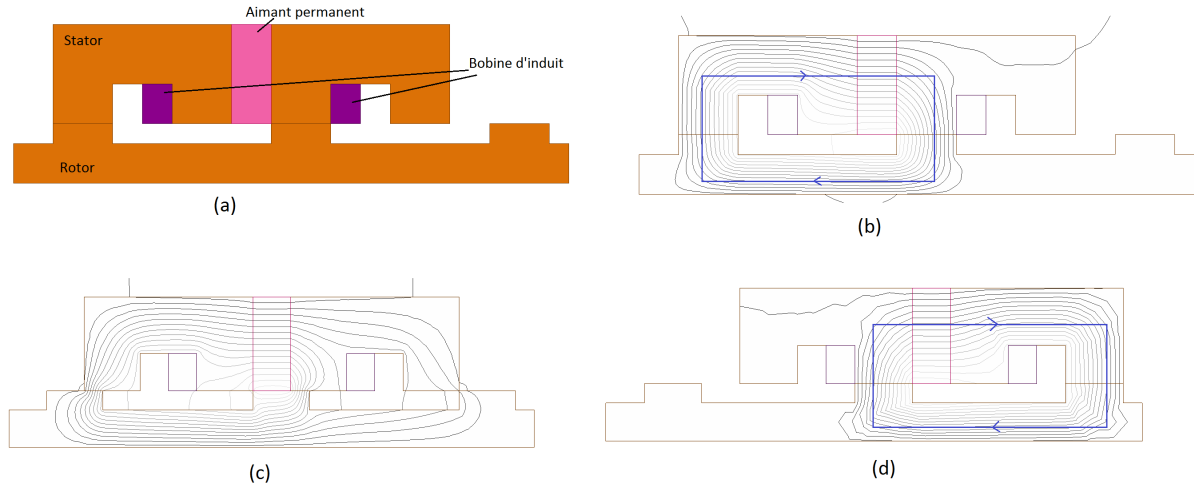 Aimant permanent
Stator
Bobine d'induit
Rotor
(a)
(b)
(c)
(d)